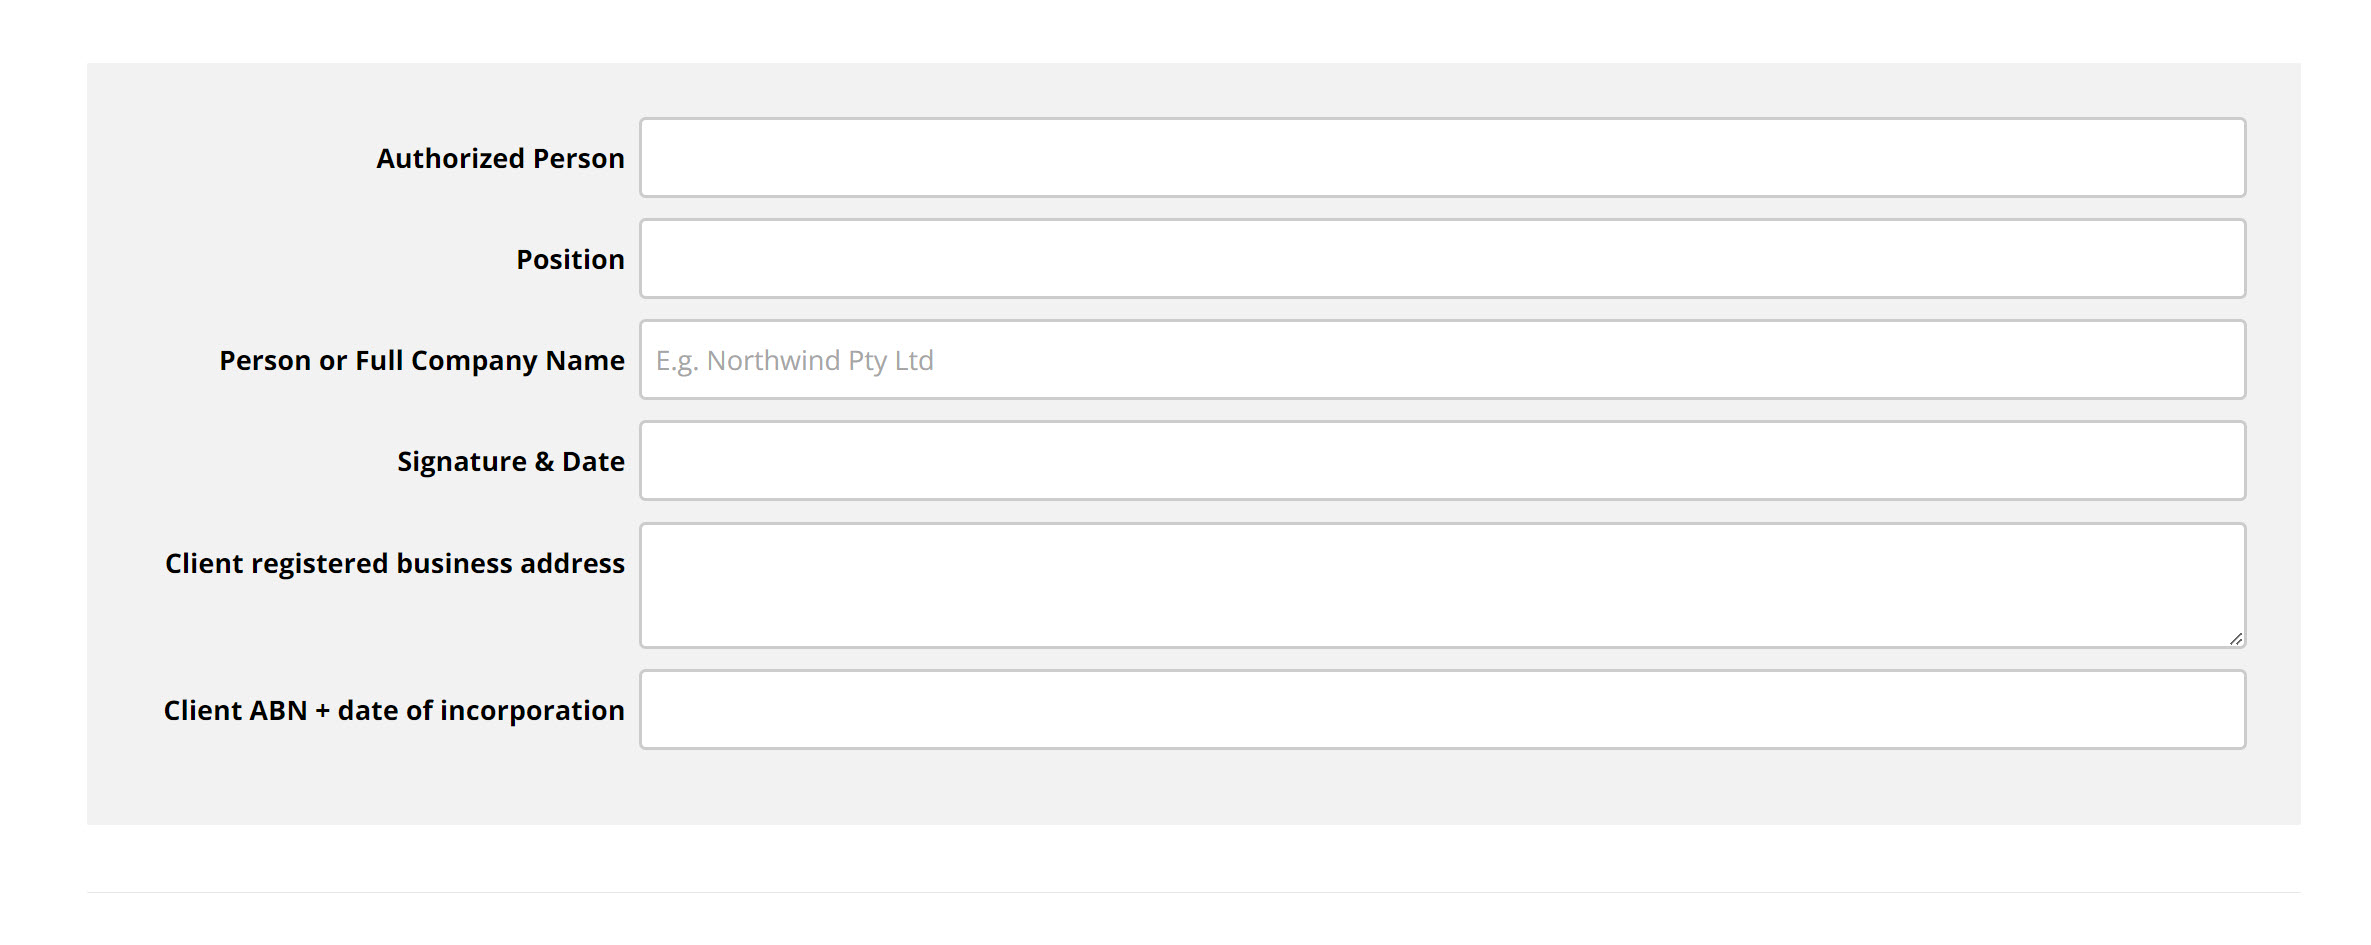 Authorized Person
Position
Person or Full Company Name
E.g. Northwind Pty Ltd
Signature & Date
Client registered business address
Client ABN + date of incorporation